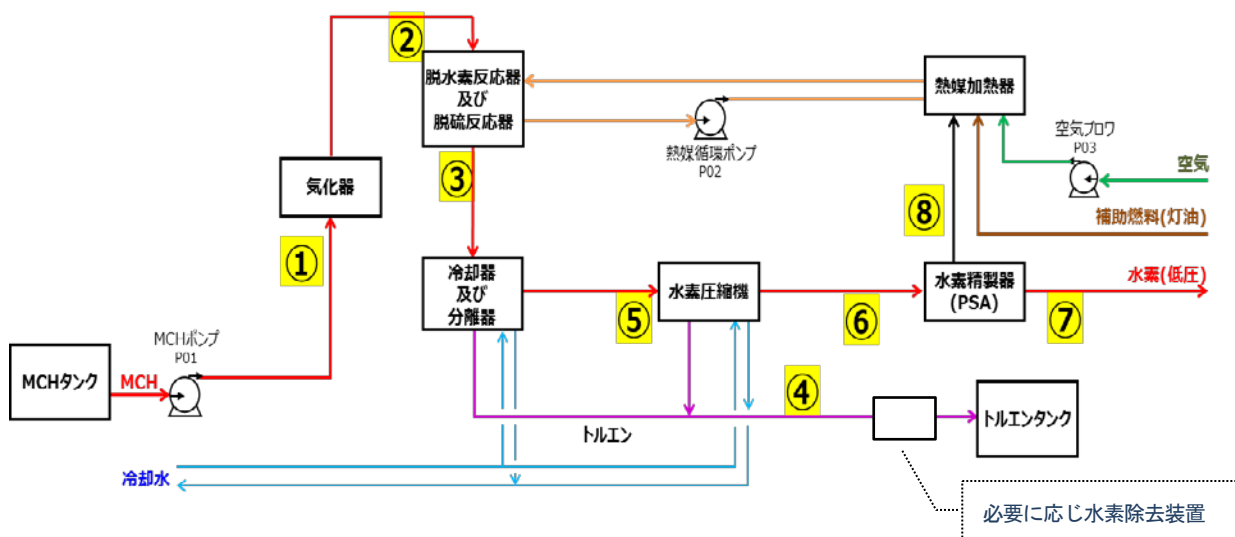 ②
脱水素反応器
及び
脱硫反応器
熱媒加熱器
空気ブロワ
P03
熱媒循環ポンプ
P02
空気
③
気化器
⑧
補助燃料(灯油)
①
冷却器
及び
分離器
水素圧縮機
水素精製器
(PSA)
水素(低圧)
⑤
⑥
⑦
MCHポンプ
P01
MCHタンク
MCH
④
トルエンタンク
トルエン
冷却水
必要に応じ水素除去装置